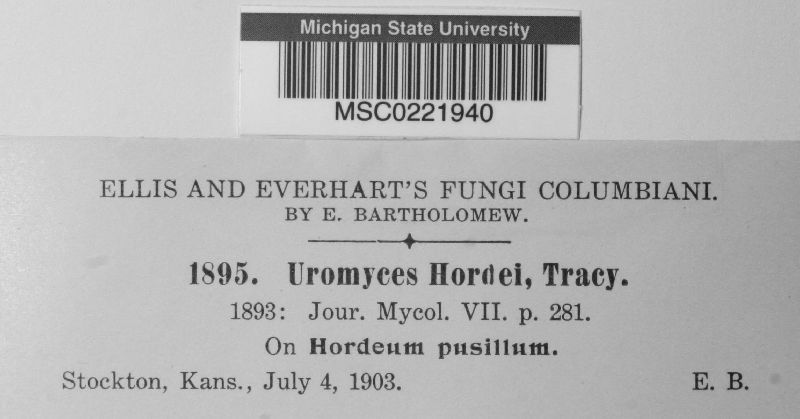 Michigan State University
MSC0221940
ELLIS AND EVERHART'S FUNGI COLUMBIANI.
BY E. BARTHOLOMEW.
1895. Uromyces Hordei, Tracy.
1893: Jour. Mycol. VII. p. 281.
On Hordeum pusillum.
Stockton, Kans., July 4, 1903. E. B.